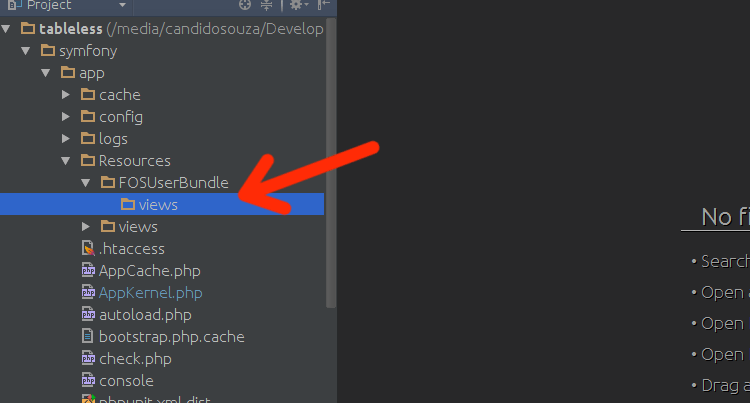 Project
tableless (/media/candidosouza/Develop
symfony
app
cache
config
logs
Resources
FOSUserBundle
views
views
.htaccess
AppCache.php
AppKernel.php
autoload.php
bootstrap.php.cache
check.php
console
phpunit.xml.dist
No fi
• Search
• Open a
• Open
• Open
• Drag a